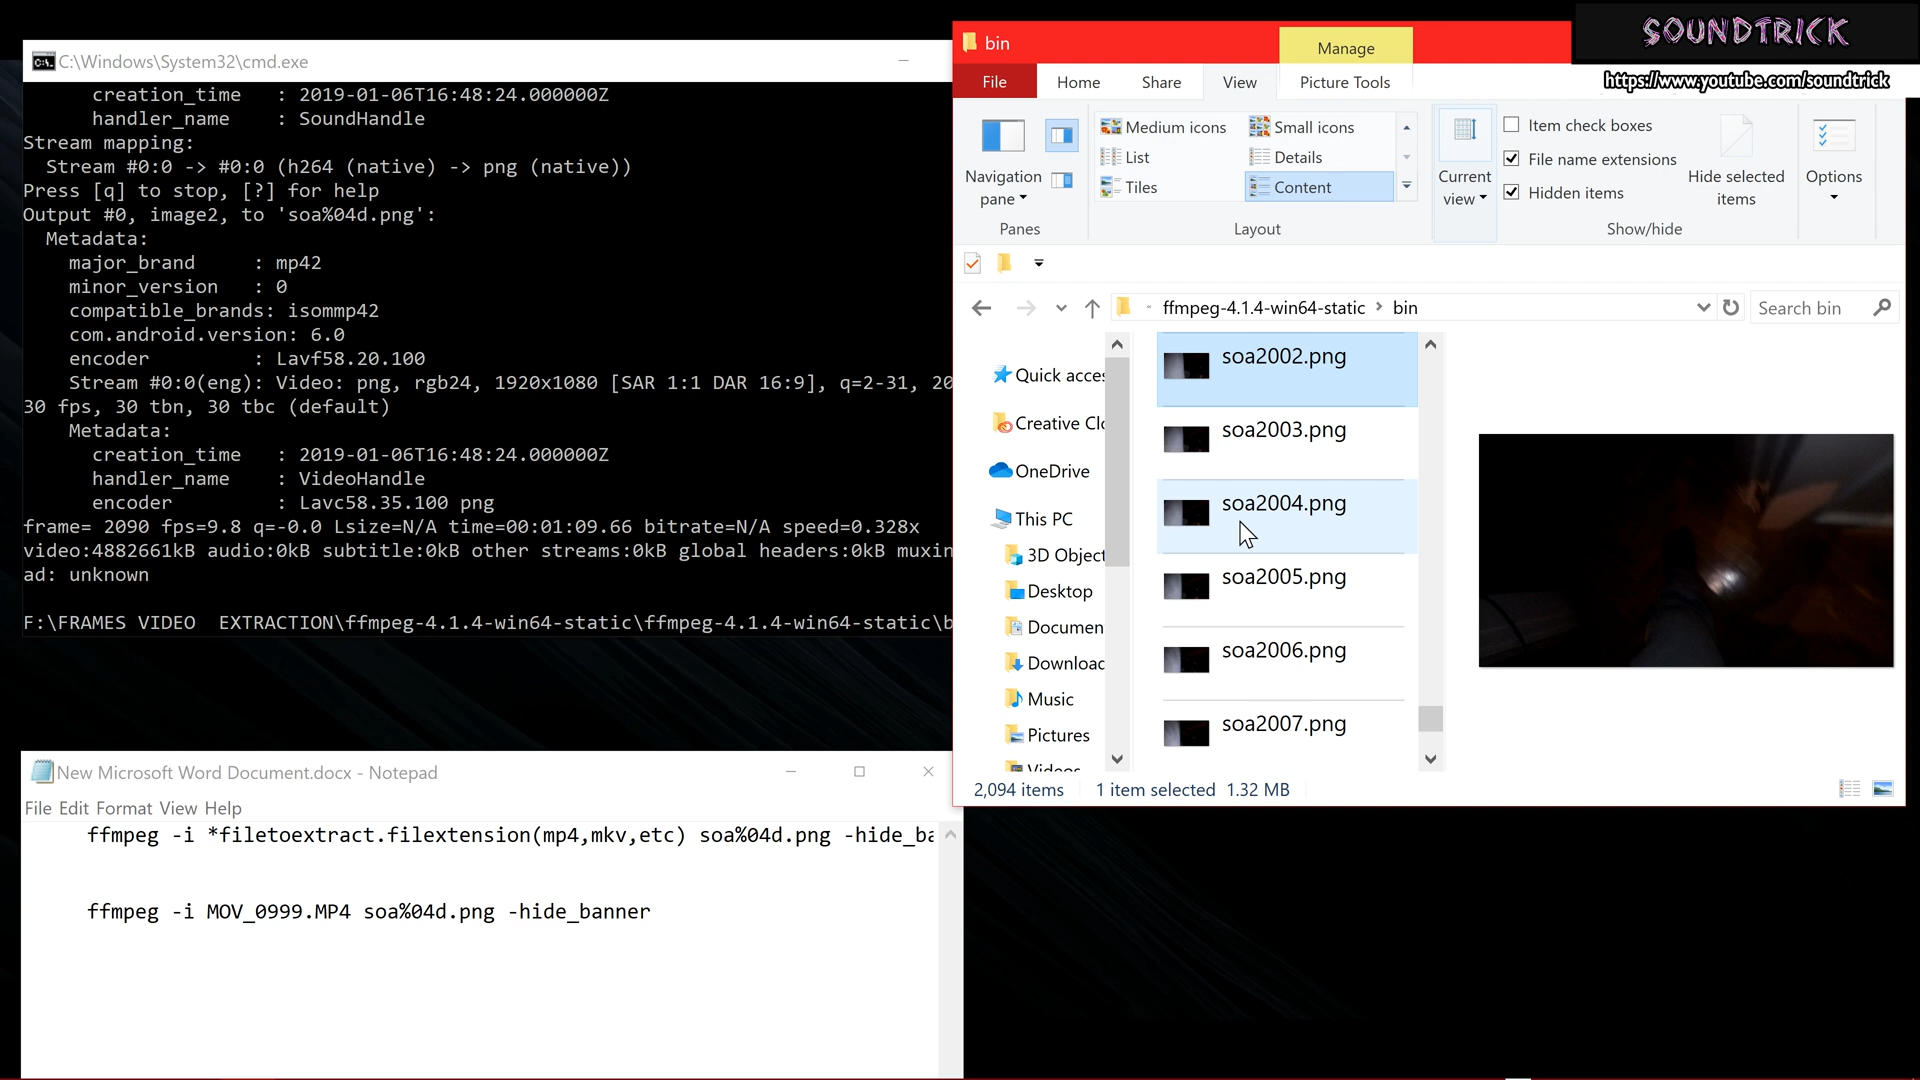 SOUNDTRICK
https://www.youtube.com/soundtrick
C:\Windows\System32\cmd.exe
creation_time : 2019-01-06T16:48:24.000000Z
handler_name : SoundHandle
Stream mapping:
Stream #0:0 -> #0:0 (h264 (native) -> png (native))
Press [q] to stop, [?] for help
Output #0, image2, to 'soa%04d.png':
Metadata:
major_brand : mp42
minor_version : 0
compatible_brands: isommp42
com.android.version: 6.0
encoder : Lavf58.20.100
Stream #0:0(eng): Video: png, rgb24, 1920x1080 [SAR 1:1 DAR 16:9], q=2-31, 20
30 fps, 30 tbn, 30 tbc (default)
Metadata:
creation_time : 2019-01-06T16:48:24.000000Z
handler_name : VideoHandle
encoder : Lavc58.35.100 png
frame= 2090 fps=9.8 q=-0.0 Lsize=N/A time=00:01:09.66 bitrate=N/A speed=0.328x
video:4882661kB audio:0kB subtitle:0kB other streams:0kB global headers:0kB muxin
ad: unknown
F:\FRAMES VIDEO  EXTRACTION\ffmpeg-4.1.4-win64-static\ffmpeg-4.1.4-win64-static\b
New Microsoft Word Document.docx - Notepad
File Edit Format View Help
ffmpeg -i *filetoextract.filextension(mp4,mkv,etc) soa%04d.png -hide_ba
ffmpeg -i MOV_0999.MP4 soa%04d.png -hide_banner
bin
Manage
File Home Share View Picture Tools
Navigation pane
Panes
Medium icons Small icons
List Details
Tiles Content
Layout
Current view
Item check boxes
File name extensions
Hidden items
Hide selected items
Show/hide
Options
ffmpeg-4.1.4-win64-static > bin
Search bin
Quick acces
Creative Clo
OneDrive
This PC
3D Object
Desktop
Documen
Download
Music
Pictures
Videos
soa2002.png
soa2003.png
soa2004.png
soa2005.png
soa2006.png
soa2007.png
2,094 items 1 item selected 1.32 MB